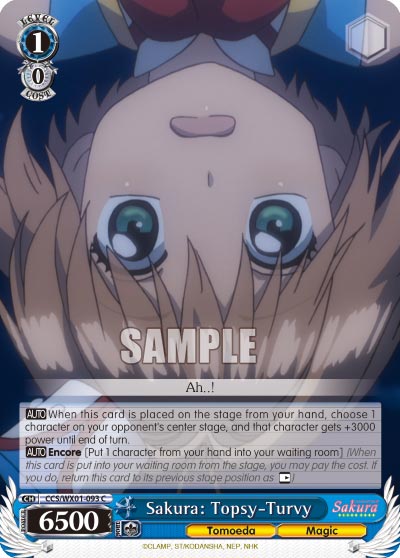 LEVEL
1
0
COST
SAMPLE
Ah..!
AUTO When this card is placed on the stage from your hand, choose 1
character on your opponent's center stage, and that character gets +3000
power until end of turn.
AUTO Encore [Put 1 character from your hand into your waiting room] (When
this card is put into your waiting room from the stage, you may pay the cost. If
you do, return this card to its previous stage position as
CH CCS/WX01-093 C
POWER 6500
Sakura: Topsy-Turvy
Sakura
Tomoeda Magic
©CLAMP, ST/KODANSHA, NEP, NHK